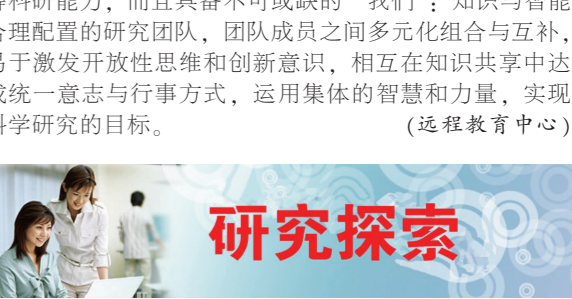 科研能力，而且具备不可或缺的“我们”：知识与智能
合理配置的研究团队，团队成员之间多元化组合与互补，
易于激发开放性思维和创新意识，相互在知识共享中达
成统一意志与行事方式，运用集体的智慧和力量，实现
科学研究的目标。 (远程教育中心)
研究探索